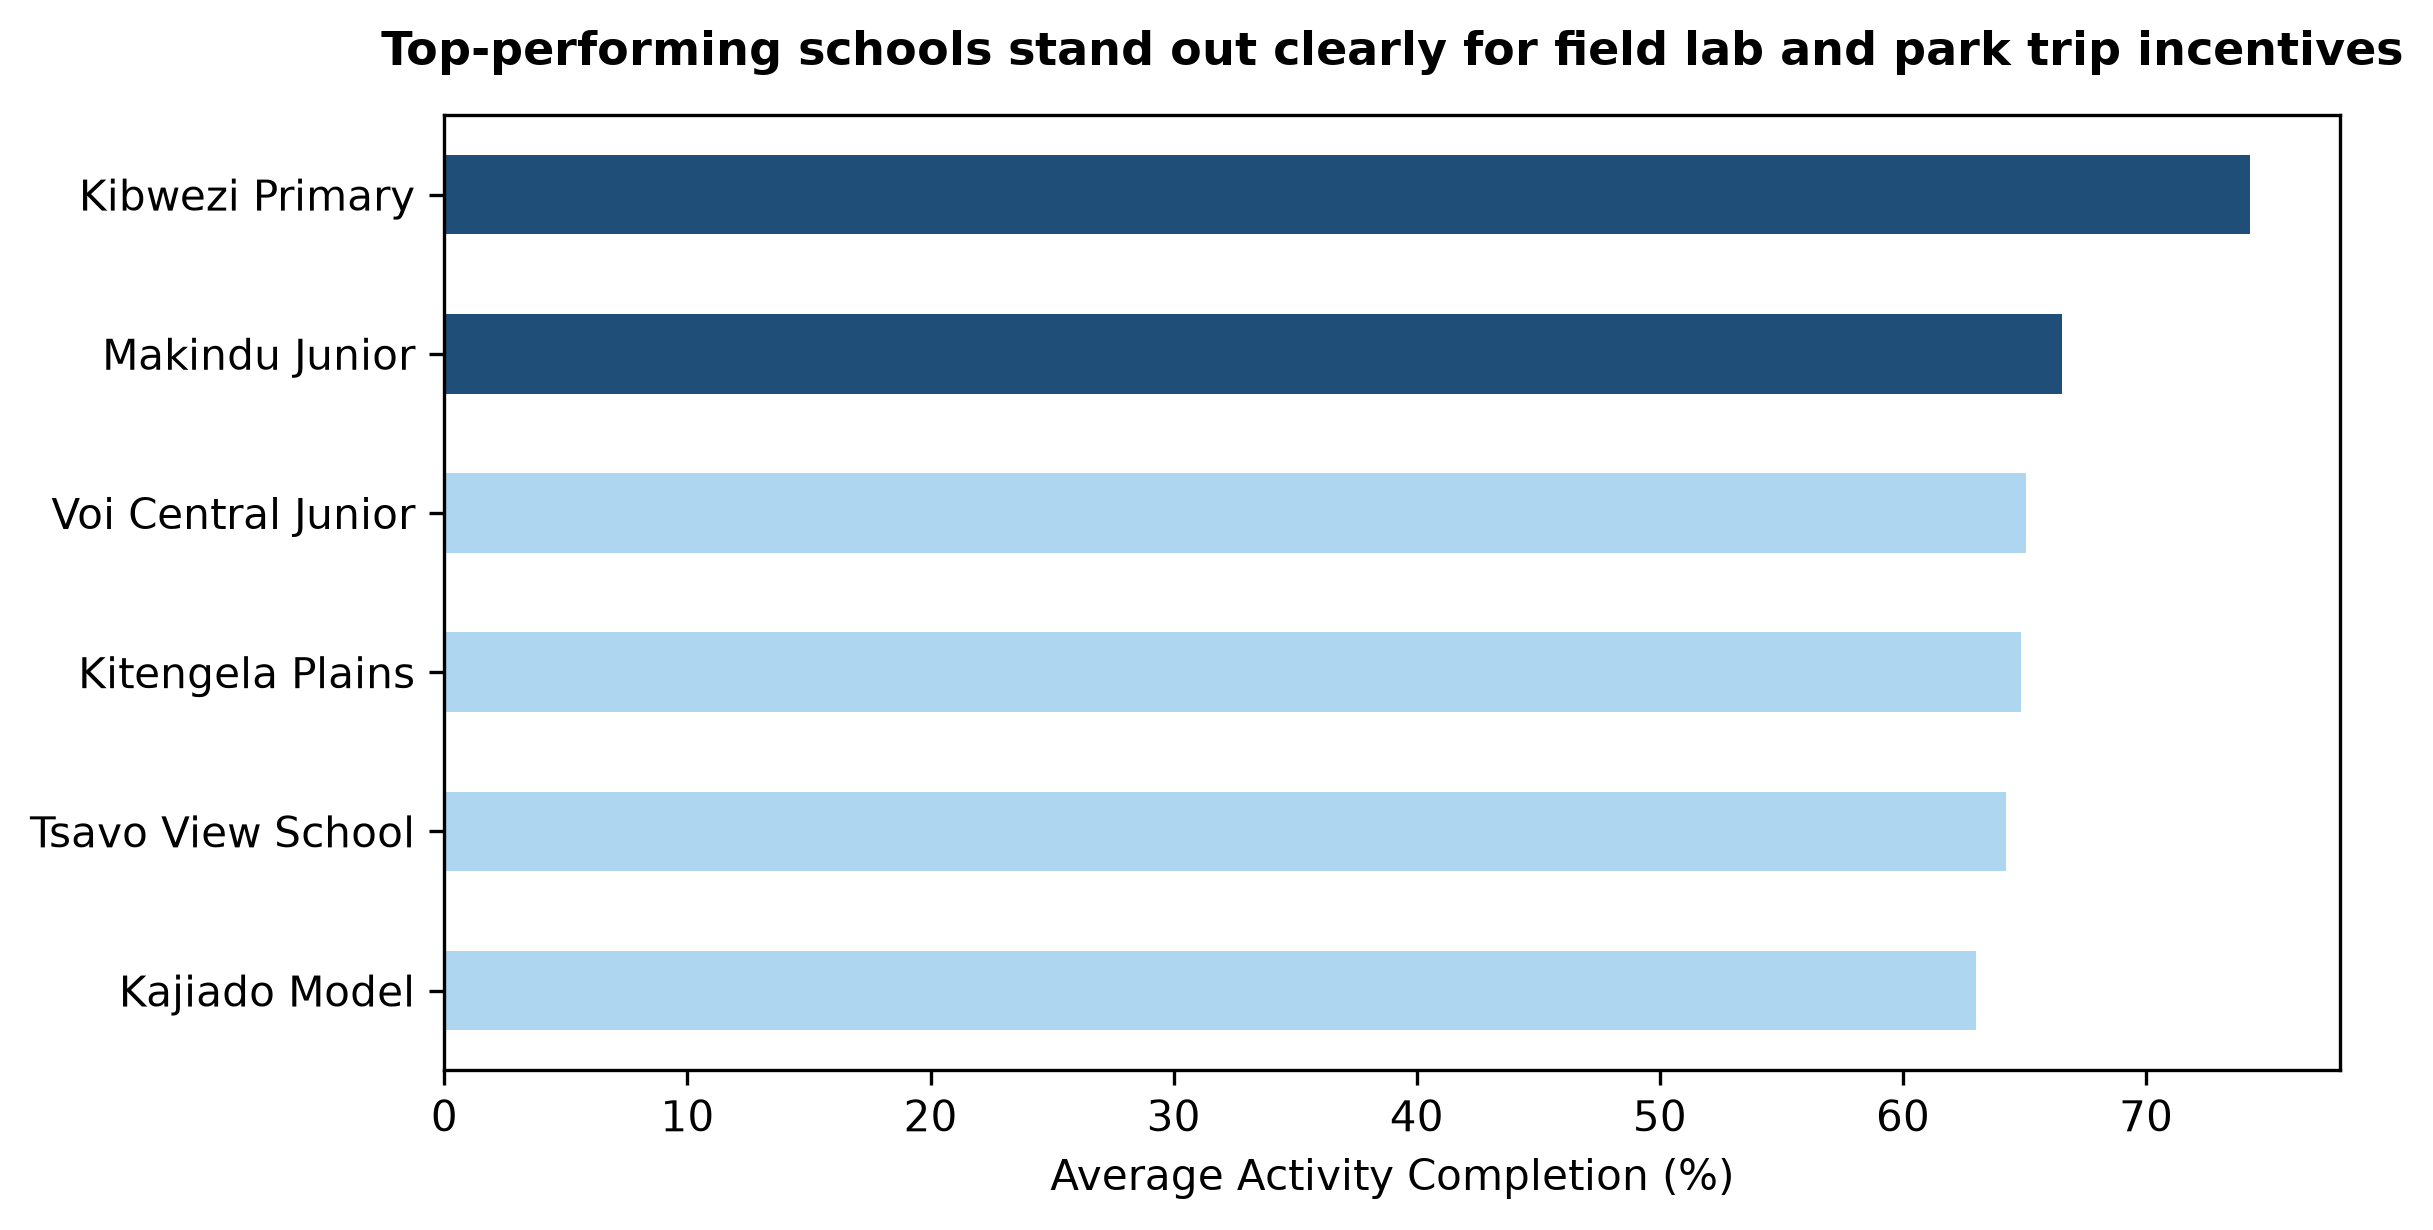 Top-performing schools stand out clearly for field lab and park trip incentives
Kibwezi Primary
Makindu Junior
Voi Central Junior
Kitengela Plains
Tsavo View School
Kajiado Model
0 10 20 30 40 50 60 70
Average Activity Completion (%)